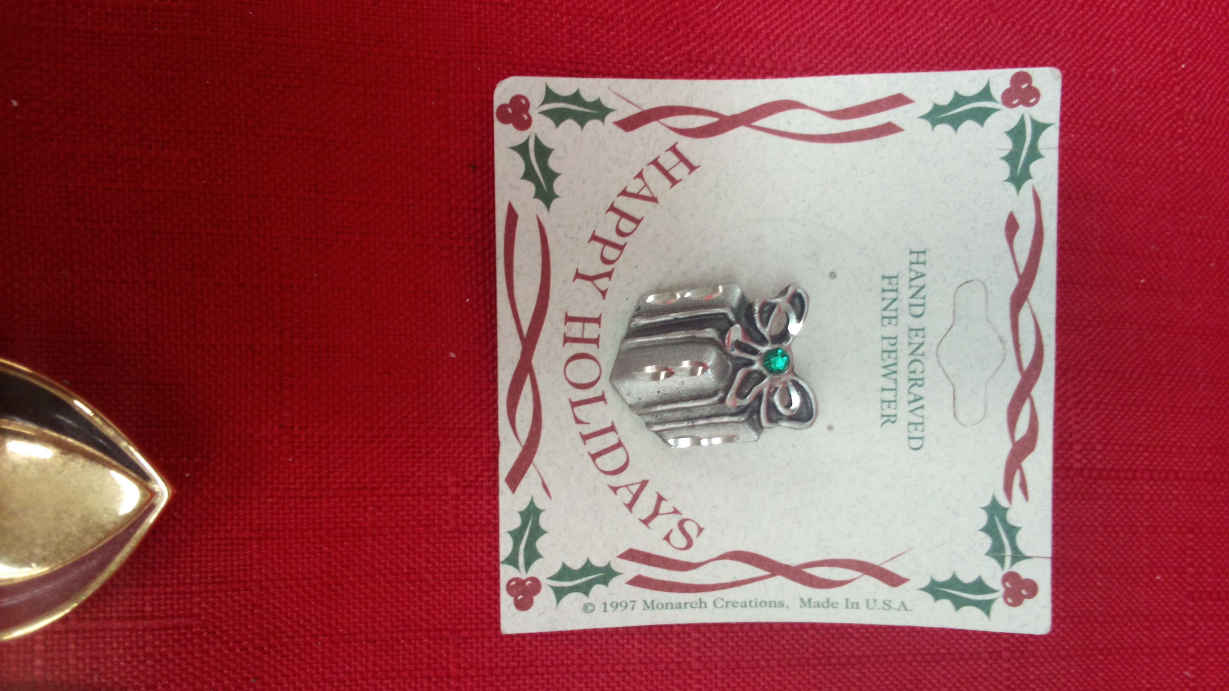 HAND ENGRAVED
FINE PEWTER
HAPPY HOLIDAYS
© 1997 Monarch Creations, Made In U.S.A.